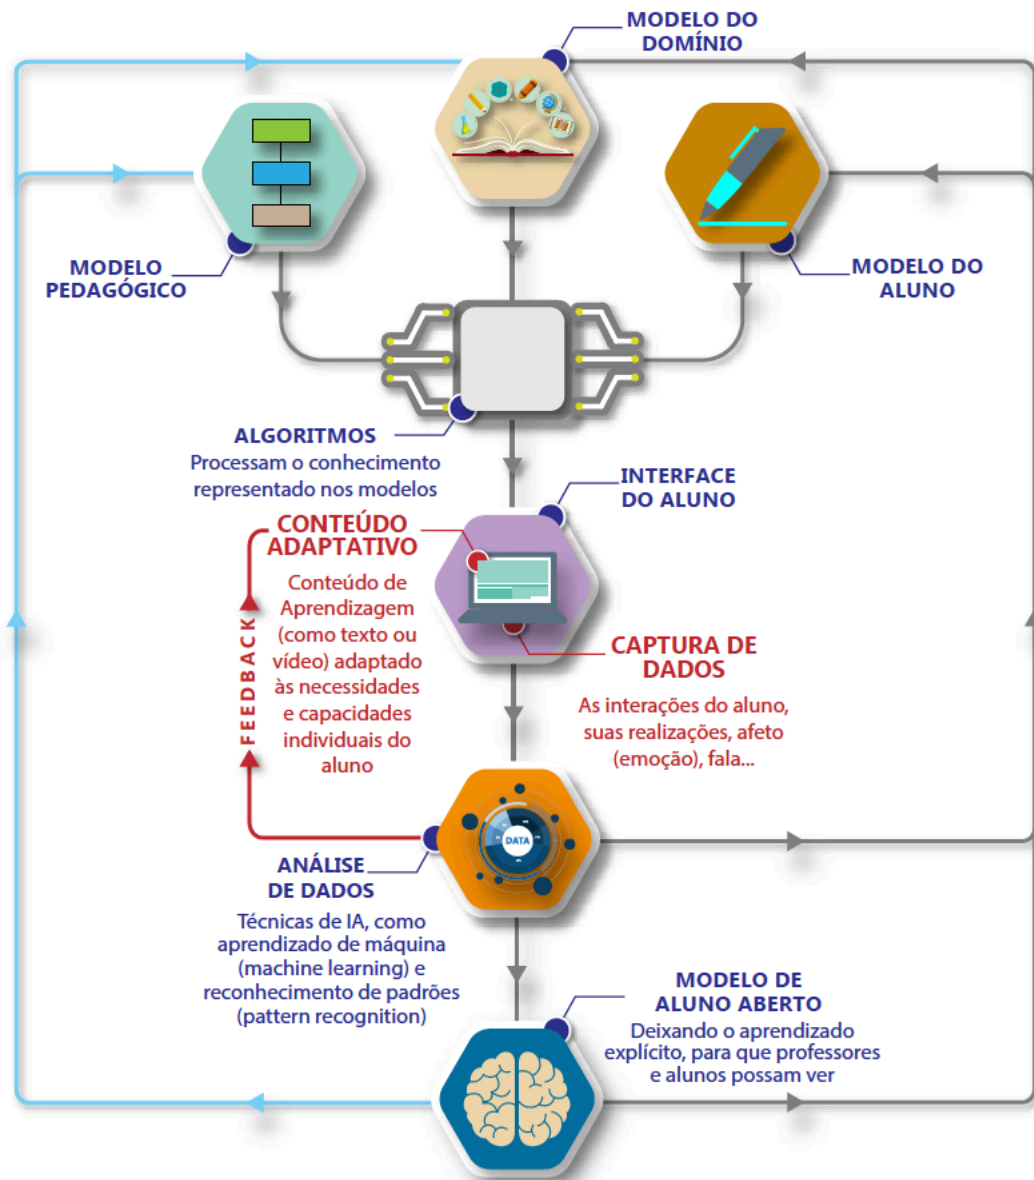 MODELO DO
DOMÍNIO
MODELO
PEDAGÓGICO
MODELO DO
ALUNO
ALGORITMOS
Processam o conhecimento
representado nos modelos
INTERFACE
DO ALUNO
CONTEÚDO
ADAPTATIVO
Conteúdo de
Aprendizagem
(como texto ou
vídeo) adaptado
às necessidades
e capacidades
individuais do
aluno
FEEDBACK
CAPTURA DE
DADOS
As interações do aluno,
suas realizações, afeto
(emoção), fala...
DATA
ANÁLISE
DE DADOS
Técnicas de IA, como
aprendizado de máquina
(machine learning) e
reconhecimento de padrões
(pattern recognition)
MODELO DE
ALUNO ABERTO
Deixando o aprendizado
explícito, para que professores
e alunos possam ver